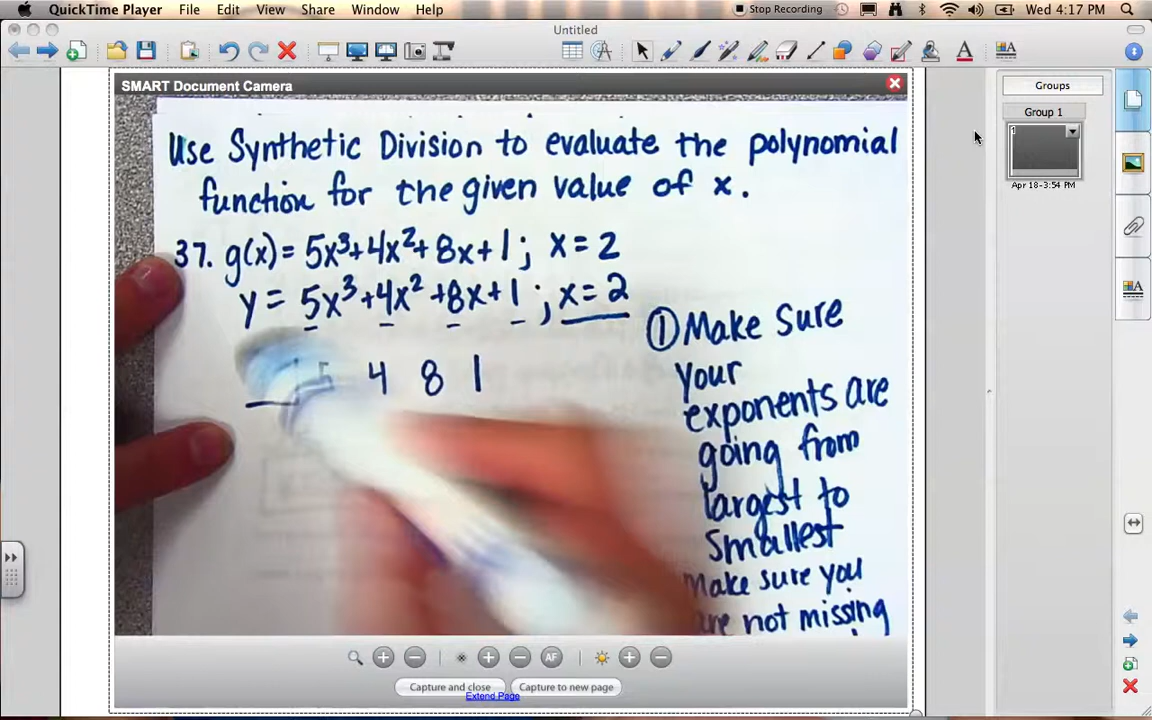 QuickTime Player File Edit View Share Window Help
Stop Recording
Wed 4:17 PM
Untitled
SMART Document Camera
Groups
Group 1
1
Apr 18-3:54 PM
Use Synthetic Division to evaluate the polynomial
function for the given value of x.
37. g(x) = 5x³+4x²+8x+1; x=2
y = 5x³+4x²+8x+1; x=2
5 4 8 1
① Make Sure
your
exponents are
going from
largest to
smallest
Make sure you
are not missing
AF
Capture and close
Capture to new page
Extend Page